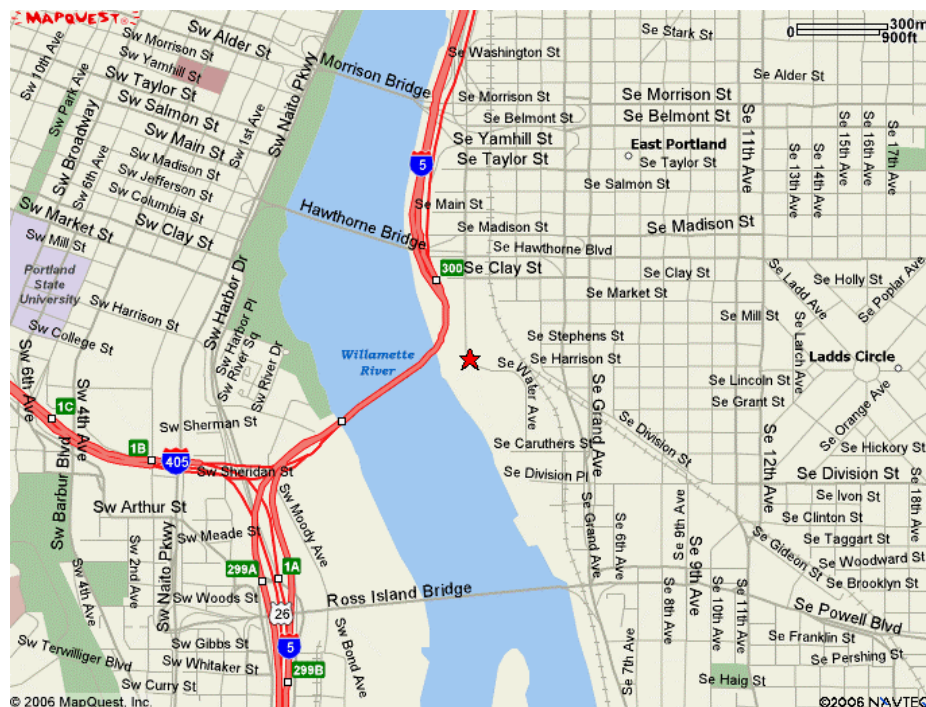 MAPQUEST
300m
900ft
Sw Alder St
Sw Morrison St
Sw Yamhill St
Sw Taylor St
Sw Salmon St
Sw Main St
Sw Madison St
Sw Jefferson St
Sw Columbia St
Sw Clay St
Sw Market St
Sw Mill St
Sw 10th Ave
Sw Park Ave
Sw Broadway
Sw 6th Ave
Sw 1st Ave
Sw Naito Pkwy
Portland
State
University
Sw Harrison St
Sw College St
Sw Harbor Dr
Sw Harbor Pl
Sw River Sq
Sw River Dr
Morrison Bridge
Hawthorne Bridge
Willamette
River
5
300
Se Washington St
Se Stark St
Se Alder St
Se Morrison St
Se Morrison St
Se Belmont St
Se Belmont St
Se Yamhill St
East Portland
Se Taylor St
Se Taylor St
Se Salmon St
Se Main St
Se Madison St
Se Madison St
Se Hawthorne Blvd
Se Clay St
Se Clay St
Se Market St
Se 11th Ave
Se 13th Ave
Se 14th Ave
Se 15th Ave
Se 16th Ave
Se 17th Ave
Se Holly St
Se Poplar Ave
Se Ladd Ave
Se Mill St
Se Larch Ave
Ladds Circle
Se Stephens St
Se Harrison St
Se Water Ave
Se Lincoln St
Se Grant St
Se Orange Ave
Se Hickory St
Se Grand Ave
Se Division St
Se Caruthers St
Se Division Pl
Se Division St
Se 12th Ave
Se 18th Ave
Se Ivon St
Se Clinton St
Se Taggart St
Se Gideon St
Se Woodward St
Se Brooklyn St
Se Grand Ave
Se 6th Ave
Se 9th Ave
Se 9th Ave
Se 8th Ave
Se 10th Ave
Se 11th Ave
Se 7th Ave
Se Powell Blvd
Se Franklin St
Se Pershing St
Se Haig St
Sw 6th Ave
Sw 4th Ave
1C
1B
405
Sw Sherman St
Sw Sheridan St
Sw Barbur Blvd
Sw Arthur St
Sw Meade St
Sw Moody Ave
299A
1A
Sw Woods St
26
Ross Island Bridge
Sw 4th Ave
Sw 2nd Ave
Sw Naito Pkwy
Sw Gibbs St
5
Sw Bond Ave
Sw Terwilliger Blvd
Sw Whitaker St
299B
Sw Curry St
© 2006 MapQuest, Inc.
©2006 NAVTEQ